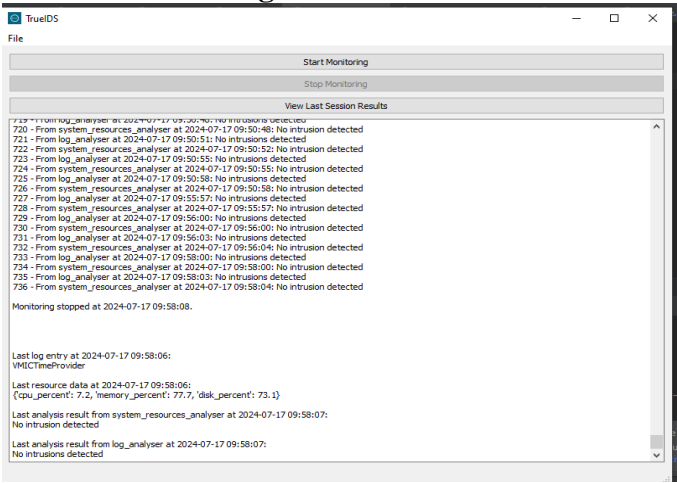 TrueIDS
File
Start Monitoring
Stop Monitoring
View Last Session Results
719 - From log_analyser at 2024-07-17 09:50:48: No intrusions detected
720 - From system_resources_analyser at 2024-07-17 09:50:48: No intrusion detected
721 - From log_analyser at 2024-07-17 09:50:51: No intrusions detected
722 - From system_resources_analyser at 2024-07-17 09:50:52: No intrusion detected
723 - From log_analyser at 2024-07-17 09:50:55: No intrusions detected
724 - From system_resources_analyser at 2024-07-17 09:50:55: No intrusion detected
725 - From log_analyser at 2024-07-17 09:50:58: No intrusions detected
726 - From system_resources_analyser at 2024-07-17 09:50:58: No intrusion detected
727 - From log_analyser at 2024-07-17 09:55:57: No intrusions detected
728 - From system_resources_analyser at 2024-07-17 09:55:57: No intrusion detected
729 - From log_analyser at 2024-07-17 09:56:00: No intrusions detected
730 - From system_resources_analyser at 2024-07-17 09:56:00: No intrusion detected
731 - From log_analyser at 2024-07-17 09:56:03: No intrusions detected
732 - From system_resources_analyser at 2024-07-17 09:56:04: No intrusion detected
733 - From log_analyser at 2024-07-17 09:58:00: No intrusions detected
734 - From system_resources_analyser at 2024-07-17 09:58:00: No intrusion detected
735 - From log_analyser at 2024-07-17 09:58:03: No intrusions detected
736 - From system_resources_analyser at 2024-07-17 09:58:04: No intrusion detected
Monitoring stopped at 2024-07-17 09:58:08.
Last log entry at 2024-07-17 09:58:06:
VMICTimeProvider
Last resource data at 2024-07-17 09:58:06:
{'cpu_percent': 7.2, 'memory_percent': 77.7, 'disk_percent': 73.1}
Last analysis result from system_resources_analyser at 2024-07-17 09:58:07:
No intrusion detected
Last analysis result from log_analyser at 2024-07-17 09:58:07:
No intrusions detected